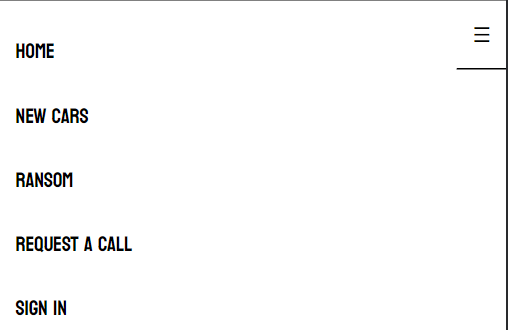 HOME
NEW CARS
RANSOM
REQUEST A CALL
SIGN IN